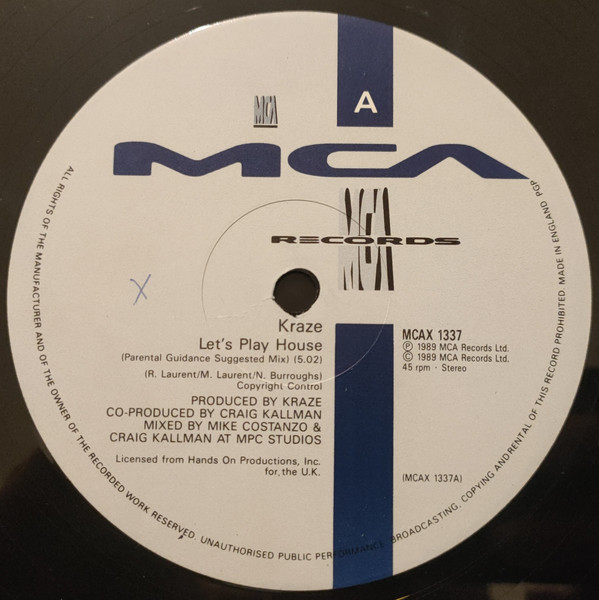 A
MCA
MCA
MCA
RECORDS
Kraze
Let's Play House
(Parental Guidance Suggested Mix) (5.02)
(R. Laurent/M. Laurent/N. Burroughs)
Copyright Control
PRODUCED BY KRAZE
CO-PRODUCED BY CRAIG KALLMAN
MIXED BY MIKE COSTANZO &
CRAIG KALLMAN AT MPC STUDIOS
Licensed from Hands On Productions, Inc.
for, the U.K.
MCAX 1337
Ⓟ 1989 MCA Records Ltd.
© 1989 MCA Records Ltd.
45 rpm · Stereo
(MCAX 1337A)
X
ALL RIGHTS OF THE MANUFACTURER AND OF THE OWNER OF THE RECORDED WORK RESERVED. UNAUTHORISED PUBLIC PERFORMANCE, BROADCASTING, COPYING AND RENTAL OF THIS RECORD PROHIBITED. MADE IN ENGLAND PGP